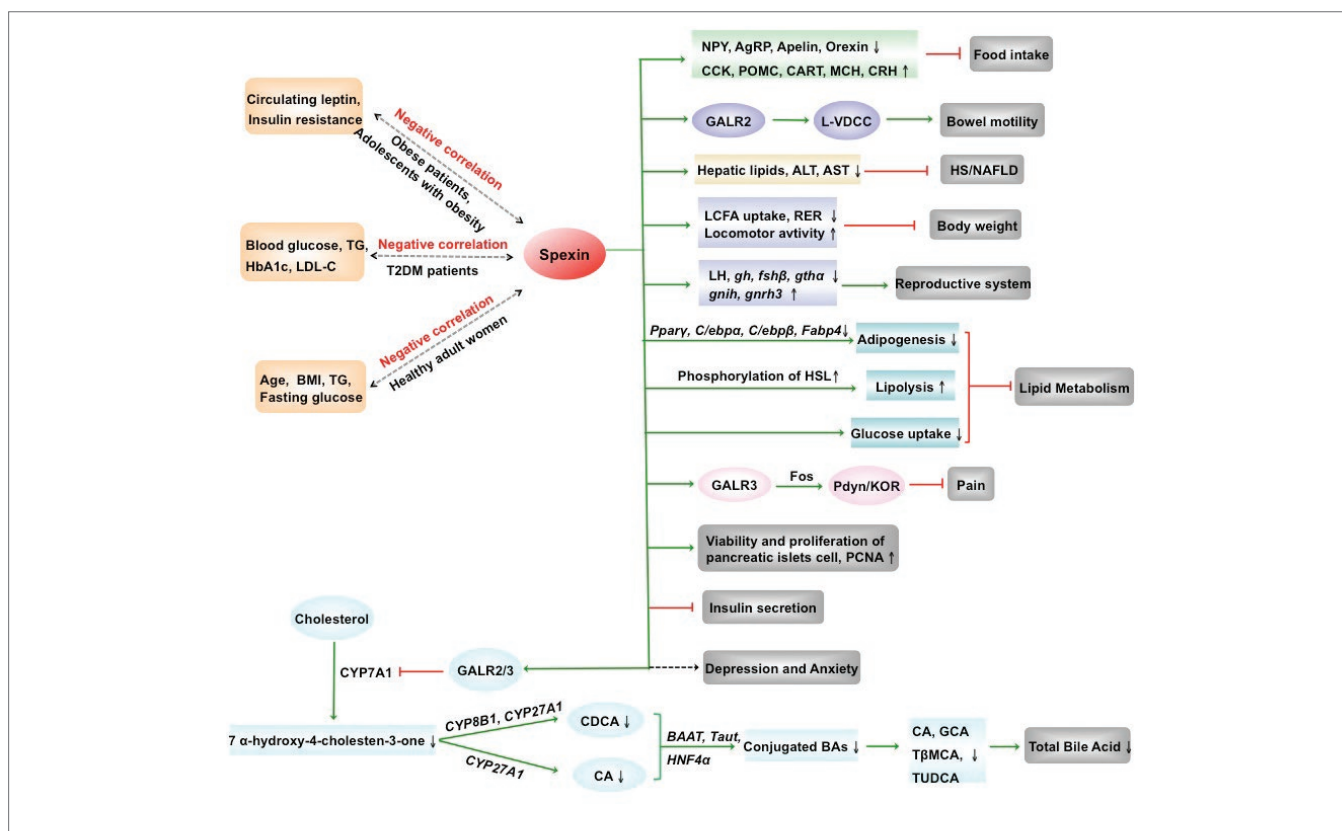 Circulating leptin,
Insulin resistance
Negative correlation
Obese patients,
Adolescents with obesity
Blood glucose, TG,
HbA1c, LDL-C
Negative correlation
T2DM patients
Age, BMI, TG,
Fasting glucose
Negative correlation
Healthy adult women
Spexin
NPY, AgRP, Apelin, Orexin ↓
CCK, POMC, CART, MCH, CRH ↑
Food intake
GALR2
L-VDCC
Bowel motility
Hepatic lipids, ALT, AST ↓
HS/NAFLD
LCFA uptake, RER ↓
Locomotor avtivity ↑
Body weight
LH, gh, fshβ, gthα ↓
gnih, gnrh3 ↑
Reproductive system
Pparγ, C/ebpα, C/ebpβ, Fabp4↓
Adipogenesis ↓
Phosphorylation of HSL↑
Lipolysis ↑
Glucose uptake ↓
Lipid Metabolism
GALR3
Fos
Pdyn/KOR
Pain
Viability and proliferation of
pancreatic islets cell, PCNA ↑
Insulin secretion
Depression and Anxiety
Cholesterol
CYP7A1
GALR2/3
7 α-hydroxy-4-cholesten-3-one ↓
CYP8B1, CYP27A1
CYP27A1
CDCA ↓
CA ↓
BAAT, Taut,
HNF4α
Conjugated BAs ↓
CA, GCA
TβMCA, ↓
TUDCA
Total Bile Acid ↓